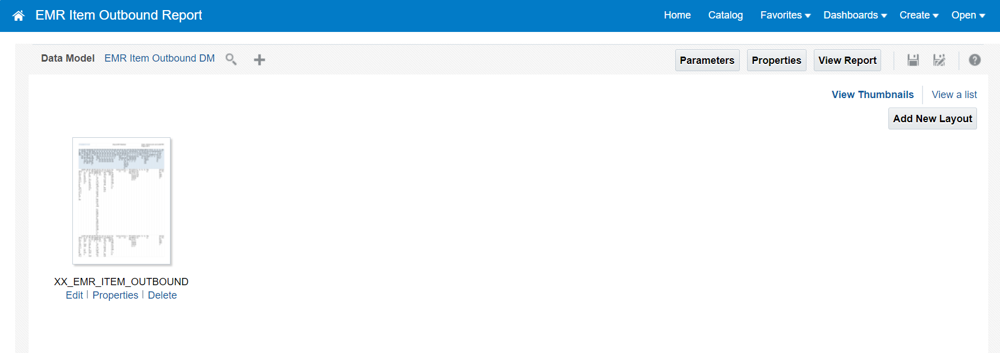 EMR Item Outbound Report
Home Catalog Favorites Dashboards Create Open
Data Model EMR Item Outbound DM
Parameters Properties View Report
View Thumbnails View a list
Add New Layout
XX_EMR_ITEM_OUTBOUND
Edit Properties Delete